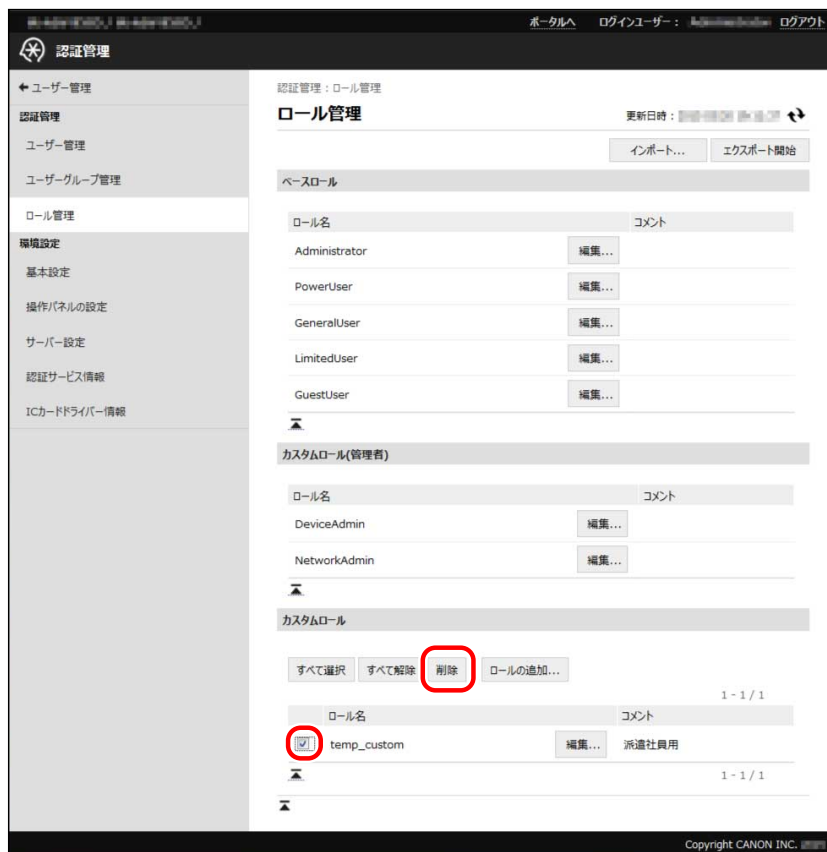 ポータルへ ログインユーザー： ログアウト
認証管理
ユーザー管理
認証管理
ユーザー管理
ユーザーグループ管理
ロール管理
環境設定
基本設定
操作パネルの設定
サーバー設定
認証サービス情報
ICカードドライバー情報
認証管理：ロール管理
ロール管理
更新日時：
インポート... エクスポート開始
ベースロール
ロール名 コメント
Administrator 編集...
PowerUser 編集...
GeneralUser 編集...
LimitedUser 編集...
GuestUser 編集...
カスタムロール(管理者)
ロール名 コメント
DeviceAdmin 編集...
NetworkAdmin 編集...
カスタムロール
すべて選択 すべて解除 削除 ロールの追加...
1 - 1 / 1
ロール名 コメント
temp_custom 編集... 派遣社員用
1 - 1 / 1
Copyright CANON INC.